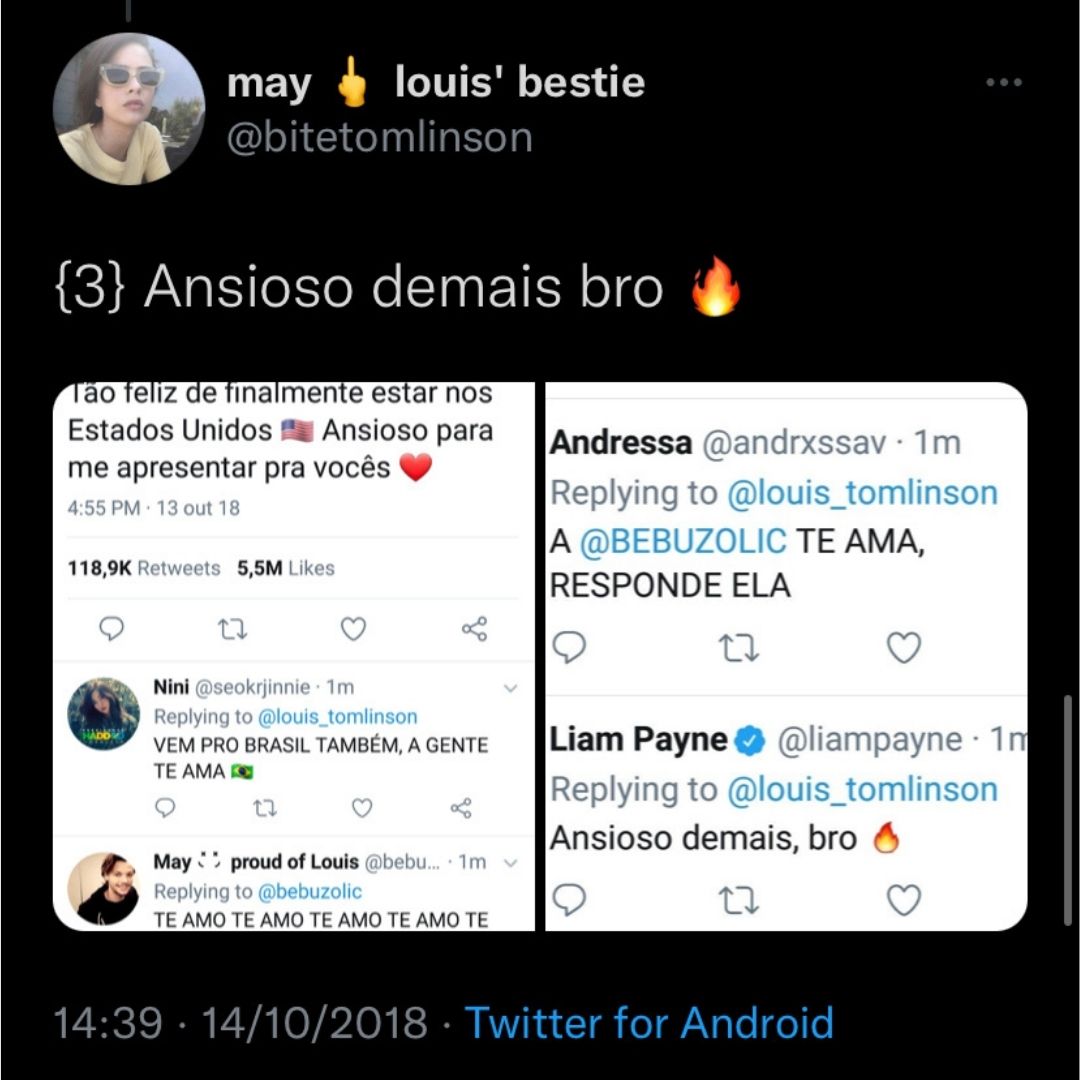 may 🖕 louis' bestie
@bitetomlinson
{3} Ansioso demais bro 🔥
Tão feliz de finalmente estar nos
Estados Unidos 🇺🇸 Ansioso para
me apresentar pra vocês ❤️
4:55 PM · 13 out 18
118,9K Retweets 5,5M Likes
Nini @seokrjinnie · 1m
Replying to @louis_tomlinson
VEM PRO BRASIL TAMBÉM, A GENTE
TE AMA 🇧🇷
May proud of Louis @bebu... · 1m
Replying to @bebuzolic
TE AMO TE AMO TE AMO TE AMO TE
Andressa @andrxssav · 1m
Replying to @louis_tomlinson
A @BEBUZOLIC TE AMA,
RESPONDE ELA
Liam Payne @liampayne · 1m
Replying to @louis_tomlinson
Ansioso demais, bro 🔥
14:39 · 14/10/2018 · Twitter for Android